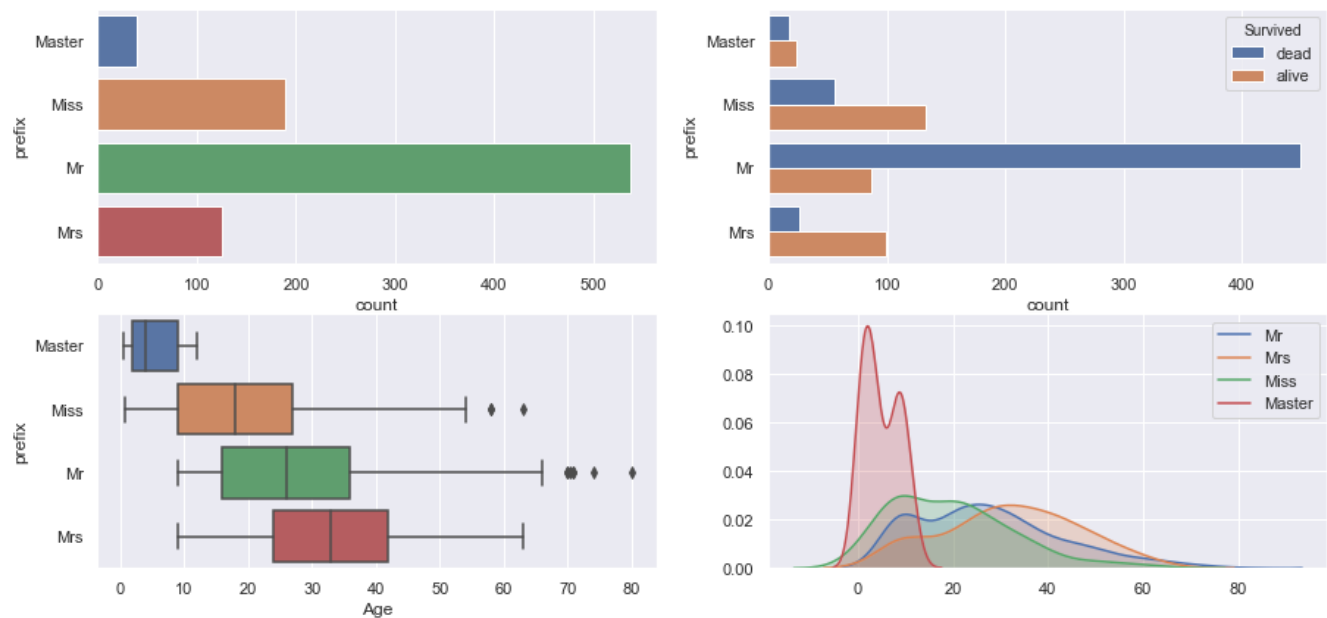 Master
Miss
Mr
Mrs
prefix
0 100 200 300 400 500
count
Master
Miss
Mr
Mrs
prefix
0 100 200 300 400
count
Survived
dead
alive
Master
Miss
Mr
Mrs
prefix
0 10 20 30 40 50 60 70 80
Age
0.10
0.08
0.06
0.04
0.02
0.00
0 20 40 60 80
Mr
Mrs
Miss
Master